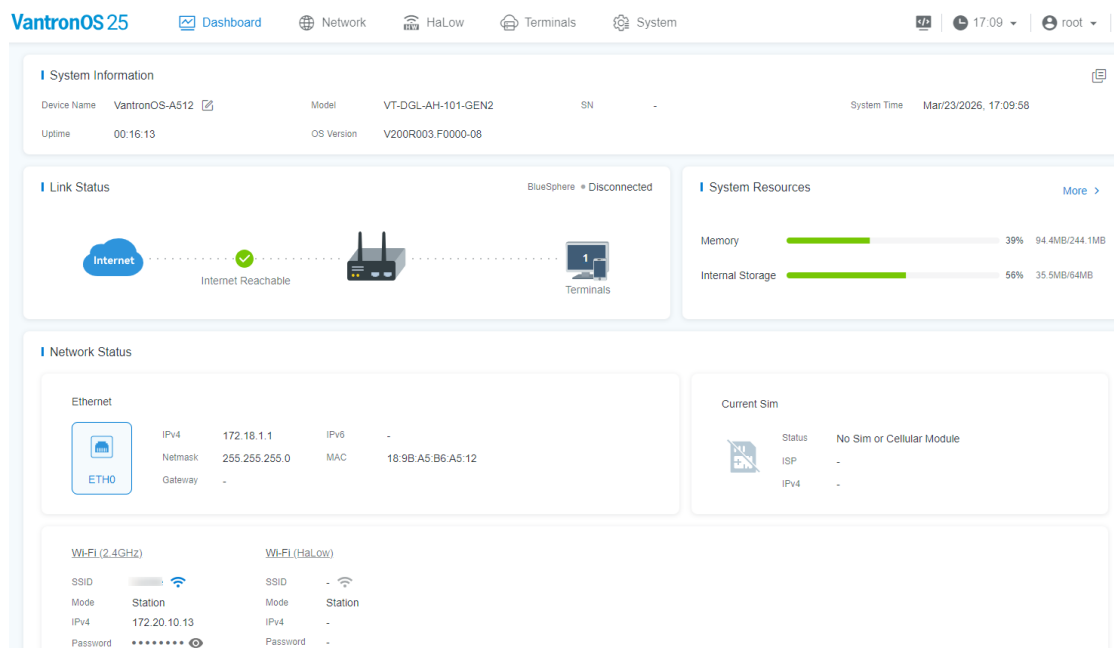 VantronOS 25 Dashboard Network HaLow Terminals System 17:09 root
System Information
Device Name VantronOS-A512 Model VT-DGL-AH-101-GEN2 SN - System Time Mar/23/2026, 17:09:58
Uptime 00:16:13 OS Version V200R003.F0000-08
Link Status BlueSphere Disconnected
Internet
Internet Reachable
1
Terminals
System Resources More >
Memory 39% 94.4MB/244.1MB
Internal Storage 56% 35.5MB/64MB
Network Status
Ethernet
ETH0
IPv4 172.18.1.1 IPv6 -
Netmask 255.255.255.0 MAC 18:9B:A5:B6:A5:12
Gateway -
Current Sim
Status No Sim or Cellular Module
ISP -
IPv4 -
Wi-Fi (2.4GHz) Wi-Fi (HaLow)
SSID SSID -
Mode Station Mode Station
IPv4 172.20.10.13 IPv4 -
Password •••••••• Password -